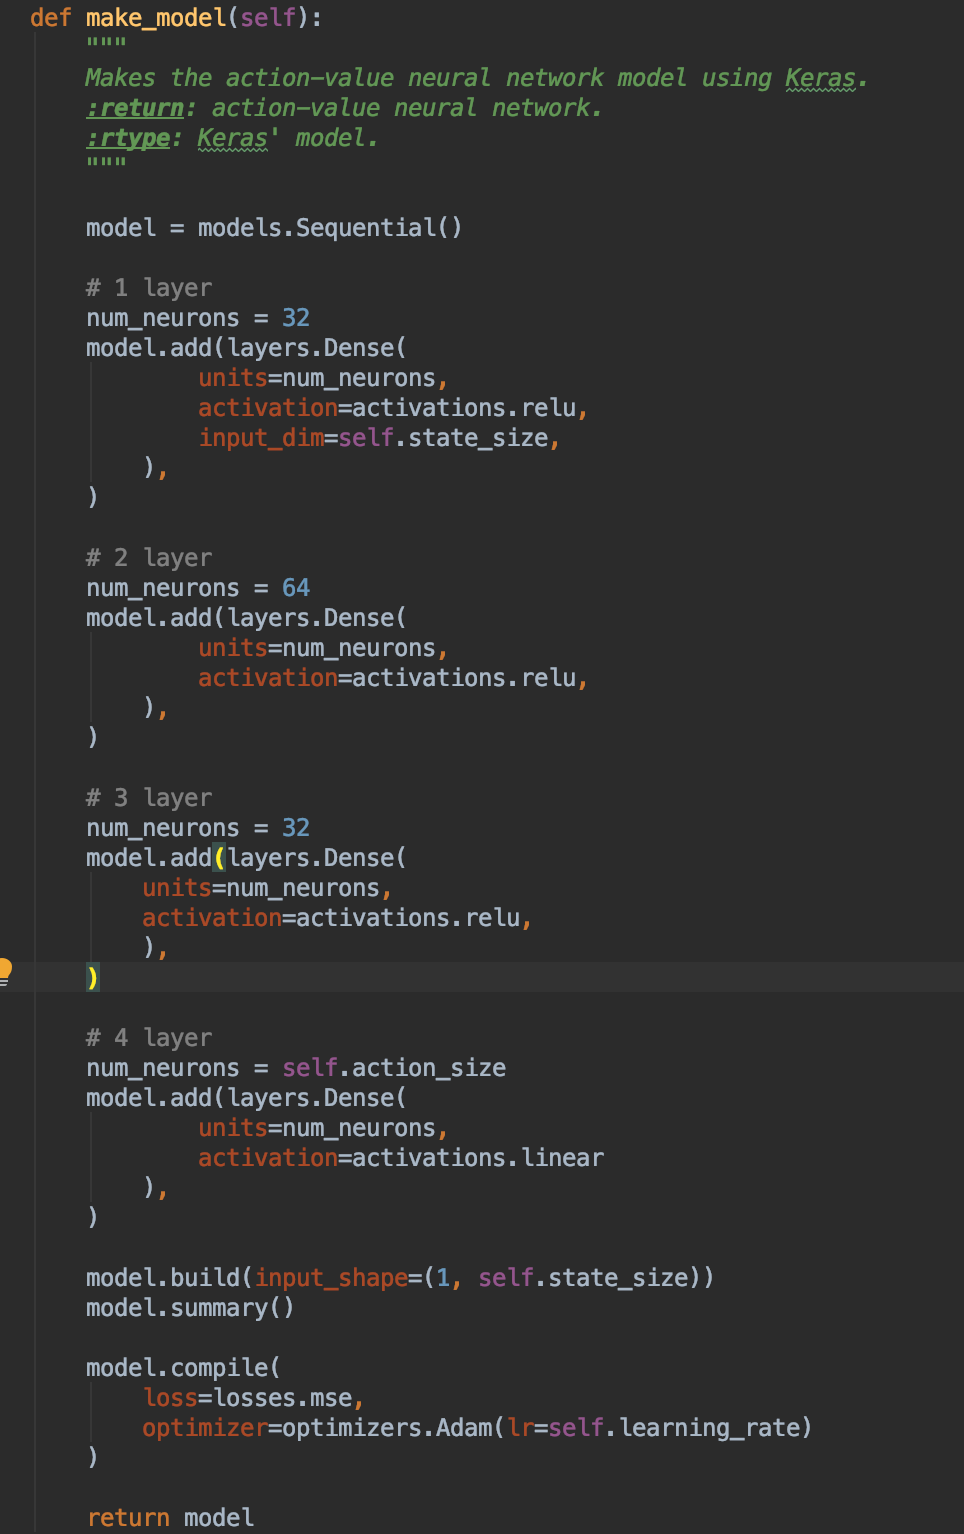 def make_model(self):
"""
Makes the action-value neural network model using Keras.
:return: action-value neural network.
:rtype: Keras' model.
"""
model = models.Sequential()
# 1 layer
num_neurons = 32
model.add(layers.Dense(
units=num_neurons,
activation=activations.relu,
input_dim=self.state_size,
),
)
# 2 layer
num_neurons = 64
model.add(layers.Dense(
units=num_neurons,
activation=activations.relu,
),
)
# 3 layer
num_neurons = 32
model.add(layers.Dense(
units=num_neurons,
activation=activations.relu,
),
)
# 4 layer
num_neurons = self.action_size
model.add(layers.Dense(
units=num_neurons,
activation=activations.linear
),
)
model.build(input_shape=(1, self.state_size))
model.summary()
model.compile(
loss=losses.mse,
optimizer=optimizers.Adam(lr=self.learning_rate)
)
return model